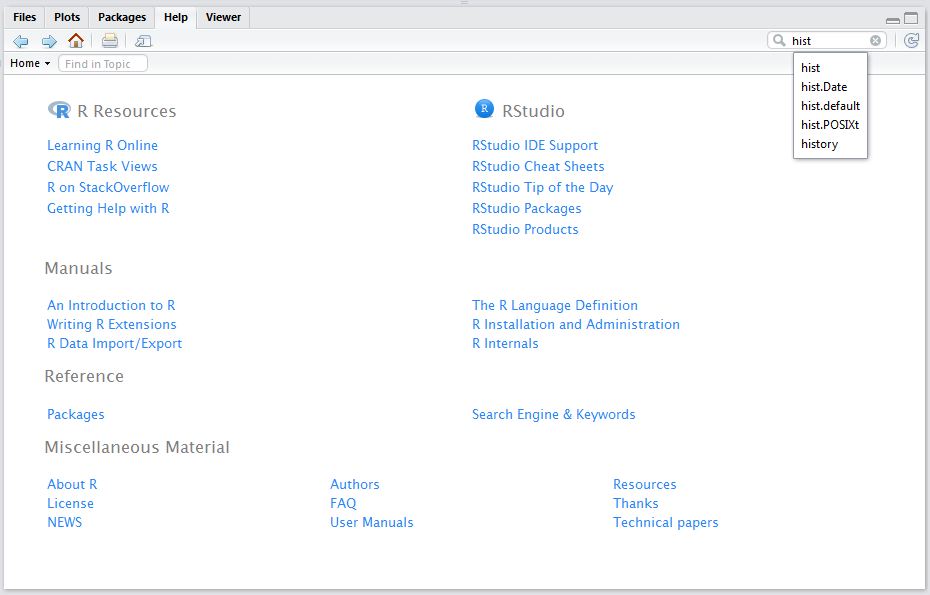 Files Plots Packages Help Viewer
hist
Home Find in Topic
hist
hist.Date
hist.default
hist.POSIXt
history
R R Resources
Learning R Online
CRAN Task Views
R on StackOverflow
Getting Help with R
R RStudio
RStudio IDE Support
RStudio Cheat Sheets
RStudio Tip of the Day
RStudio Packages
RStudio Products
Manuals
An Introduction to R
Writing R Extensions
R Data Import/Export
The R Language Definition
R Installation and Administration
R Internals
Reference
Packages
Search Engine & Keywords
Miscellaneous Material
About R
License
NEWS
Authors
FAQ
User Manuals
Resources
Thanks
Technical papers